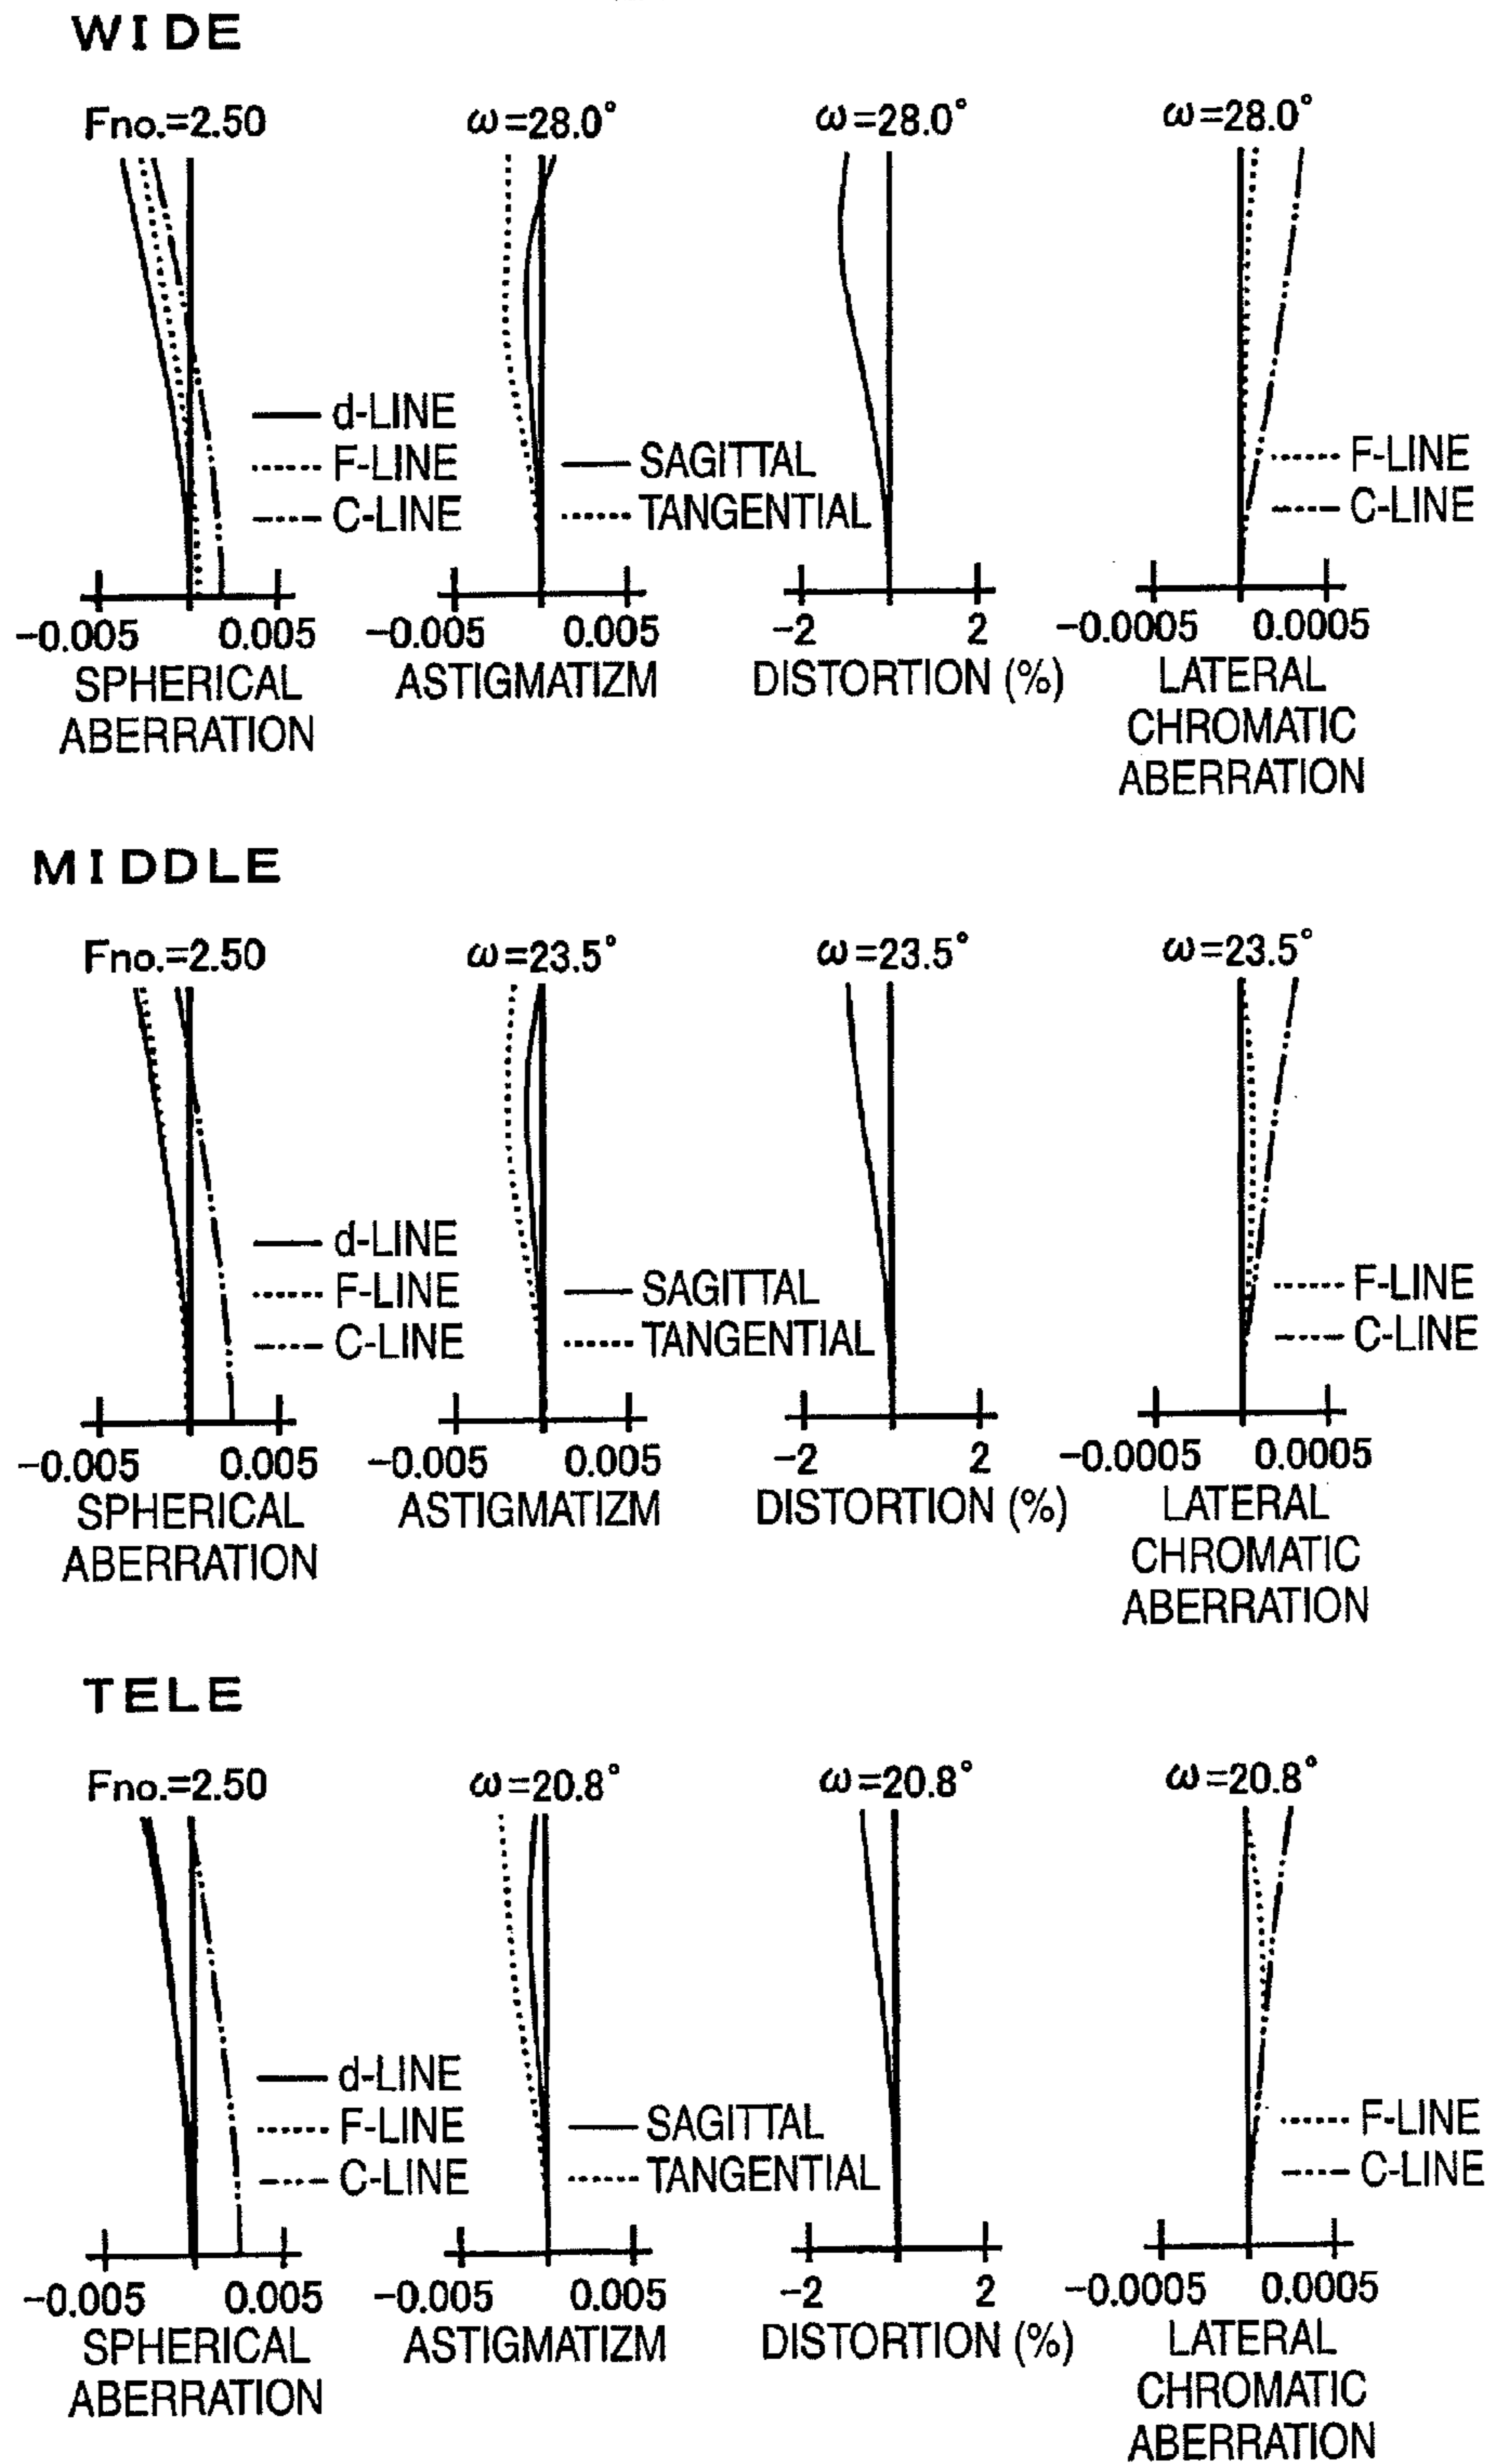 WIDE
Fno.=2.50
ω=28.0°
ω=28.0°
ω=28.0°
d-LINE
F-LINE
C-LINE
SAGITTAL
TANGENTIAL
F-LINE
C-LINE
−0.005 0.005
−0.005 0.005
−2 2
−0.0005 0.0005
SPHERICAL
ABERRATION
ASTIGMATIZM
DISTORTION (%)
LATERAL
CHROMATIC
ABERRATION
MIDDLE
Fno.=2.50
ω=23.5°
ω=23.5°
ω=23.5°
d-LINE
F-LINE
C-LINE
SAGITTAL
TANGENTIAL
F-LINE
C-LINE
−0.005 0.005
−0.005 0.005
−2 2
−0.0005 0.0005
SPHERICAL
ABERRATION
ASTIGMATIZM
DISTORTION (%)
LATERAL
CHROMATIC
ABERRATION
TELE
Fno.=2.50
ω=20.8°
ω=20.8°
ω=20.8°
d-LINE
F-LINE
C-LINE
SAGITTAL
TANGENTIAL
F-LINE
C-LINE
−0.005 0.005
−0.005 0.005
−2 2
−0.0005 0.0005
SPHERICAL
ABERRATION
ASTIGMATIZM
DISTORTION (%)
LATERAL
CHROMATIC
ABERRATION